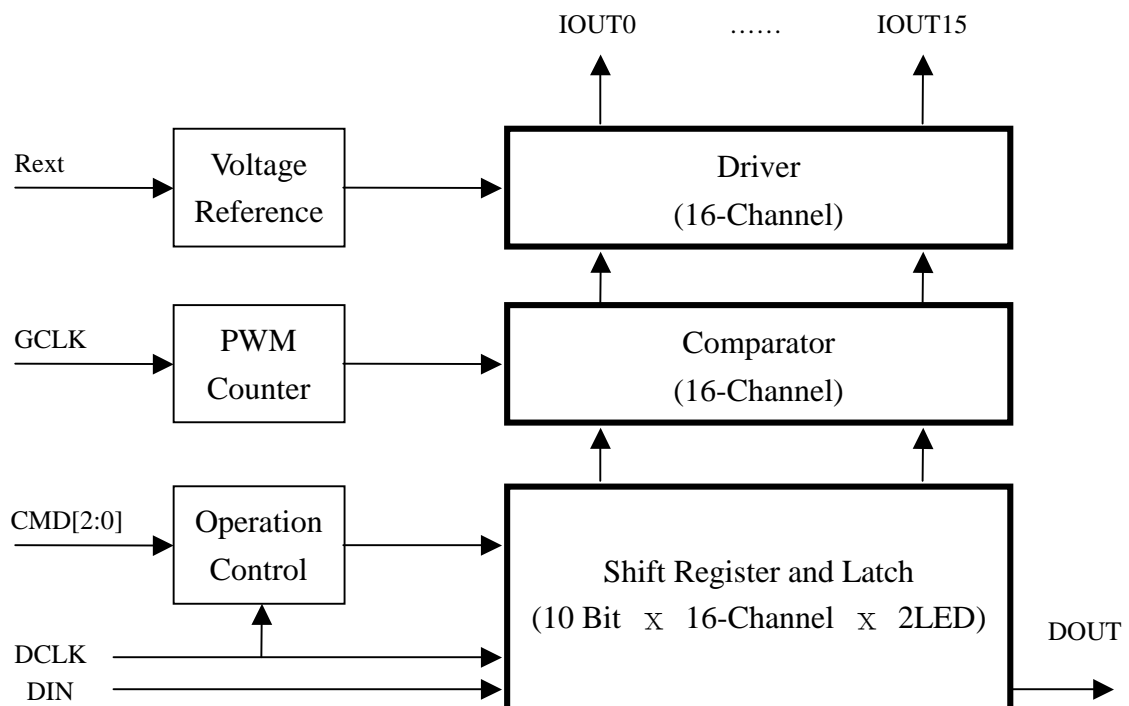 IOUT0 ...... IOUT15
Rext
Voltage
Reference
Driver
(16-Channel)
GCLK
PWM
Counter
Comparator
(16-Channel)
CMD[2:0]
Operation
Control
Shift Register and Latch
(10 Bit x 16-Channel x 2LED)
DOUT
DCLK
DIN